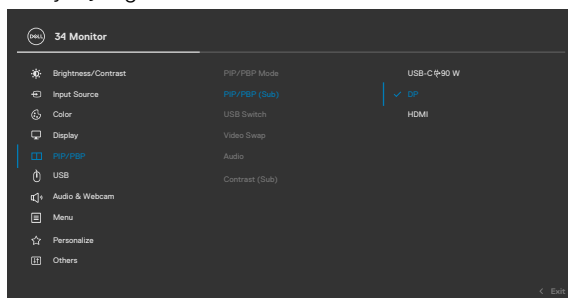 DELL 34 Monitor
Brightness/Contrast PIP/PBP Mode USB-C 90 W
Input Source PIP/PBP (Sub) DP
Color USB Switch HDMI
Display Video Swap
PIP/PBP Audio
USB Contrast (Sub)
Audio & Webcam
Menu
Personalize
Others
Exit